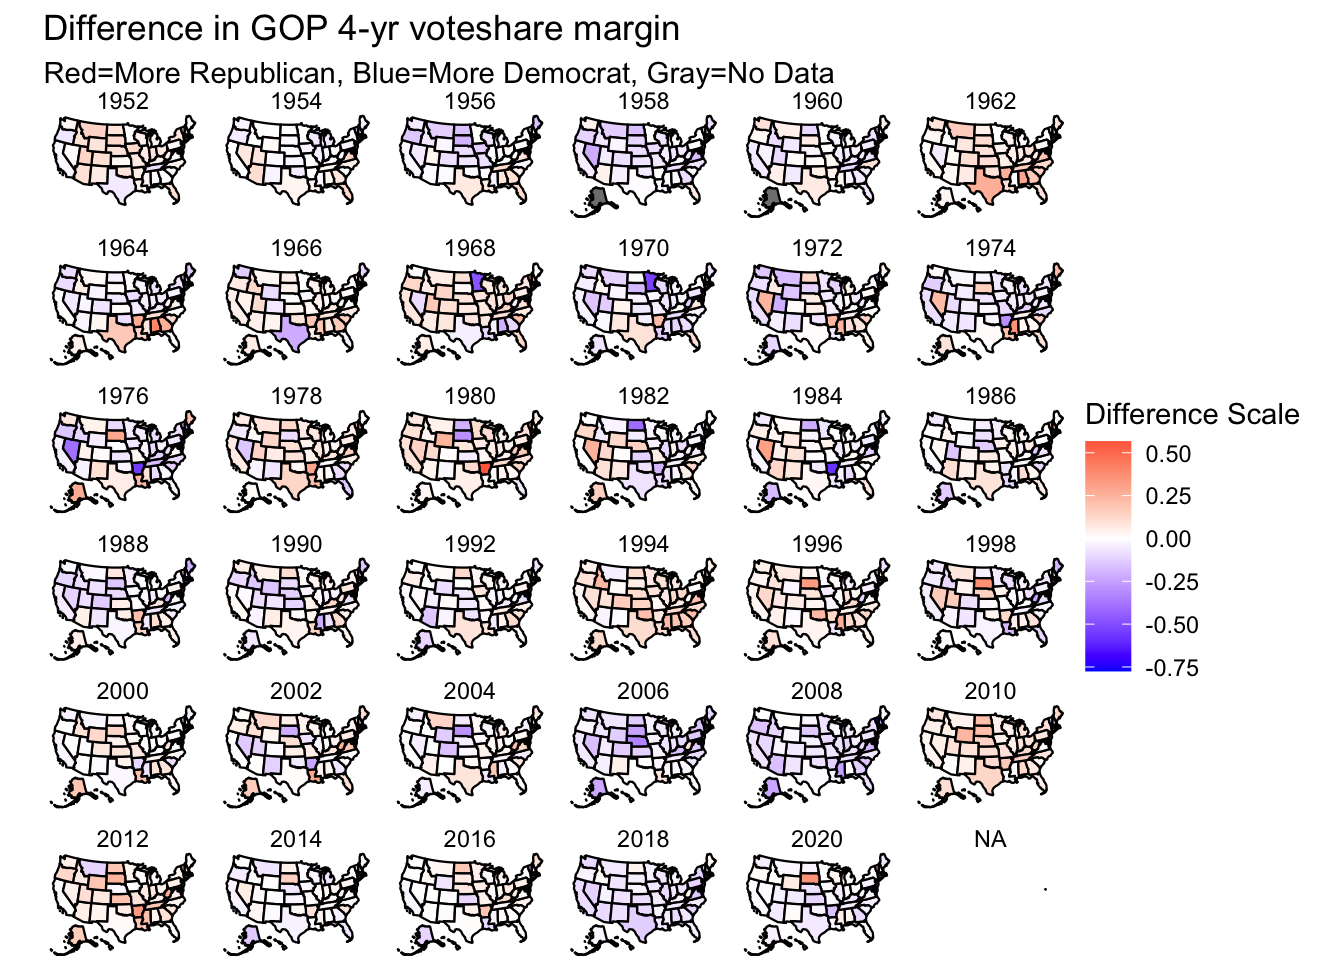 Difference in GOP 4-yr voteshare margin
Red=More Republican, Blue=More Democrat, Gray=No Data
1952 1954 1956 1958 1960 1962
1964 1966 1968 1970 1972 1974
1976 1978 1980 1982 1984 1986
Difference Scale
0.50
0.25
0.00
-0.25
-0.50
-0.75
1988 1990 1992 1994 1996 1998
2000 2002 2004 2006 2008 2010
2012 2014 2016 2018 2020 NA